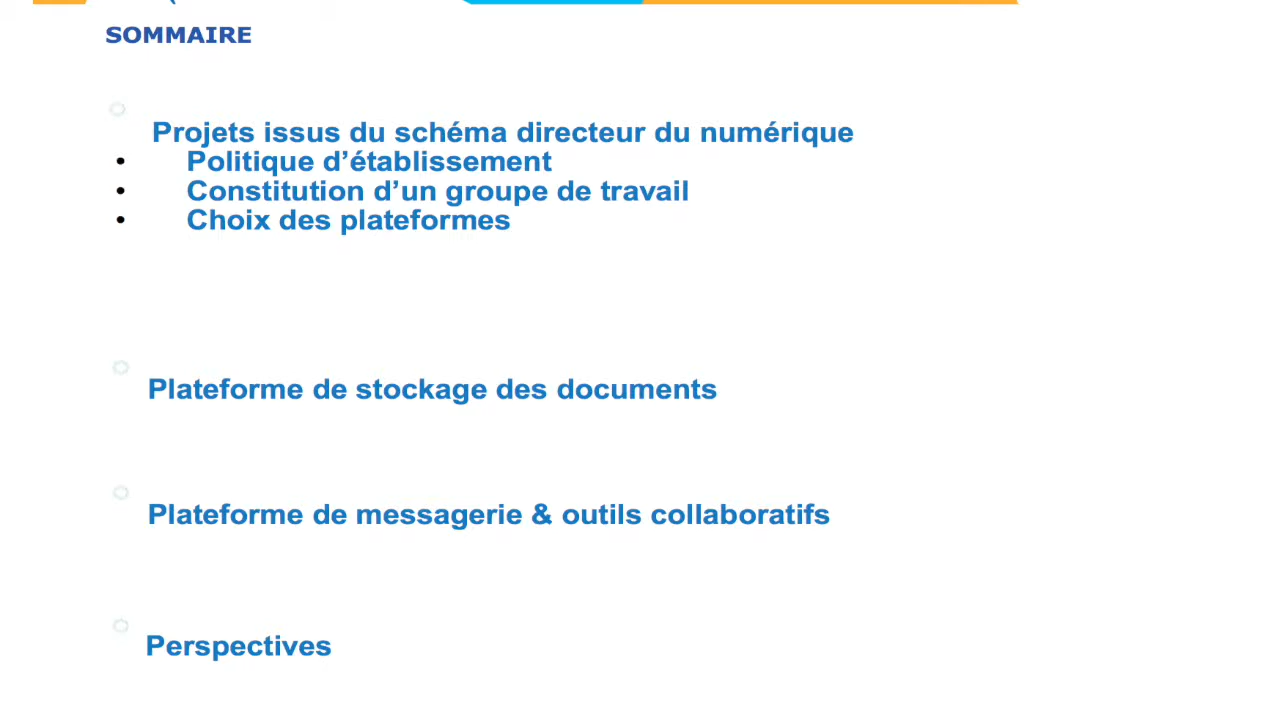 SOMMAIRE
Projets issus du schéma directeur du numérique
• Politique d’établissement
• Constitution d’un groupe de travail
• Choix des plateformes
Plateforme de stockage des documents
Plateforme de messagerie & outils collaboratifs
Perspectives